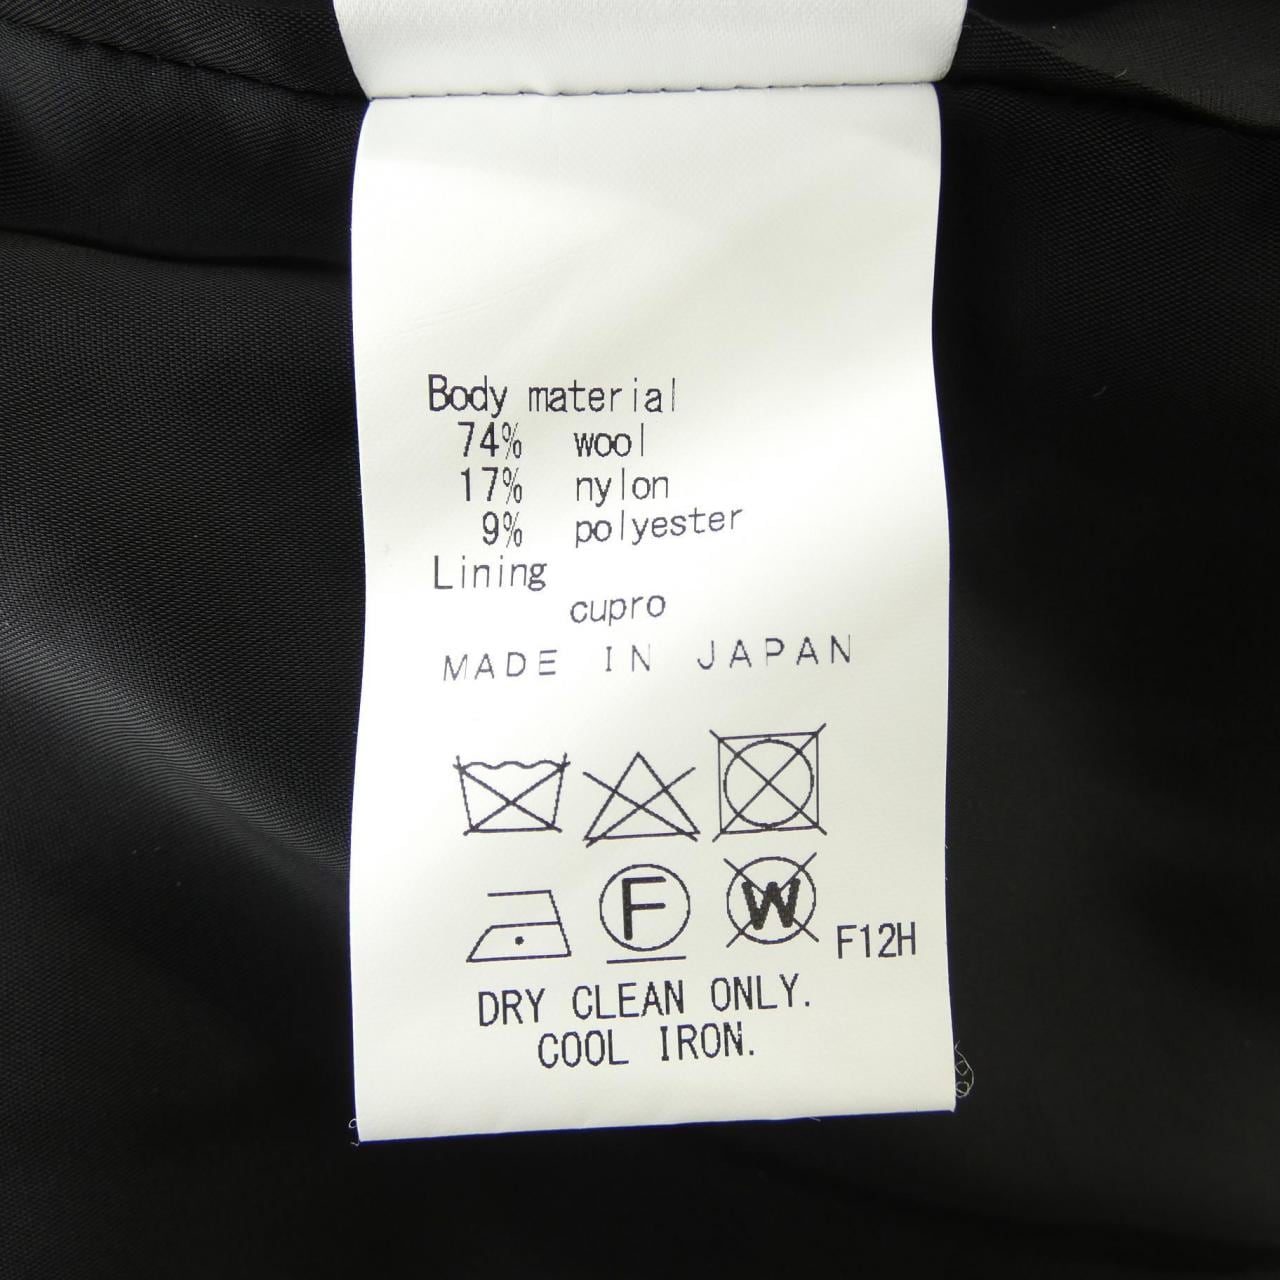 Body material
74% wool
17% nylon
9% polyester
Lining
cupro
MADE IN JAPAN
F W F12H
DRY CLEAN ONLY.
COOL IRON.